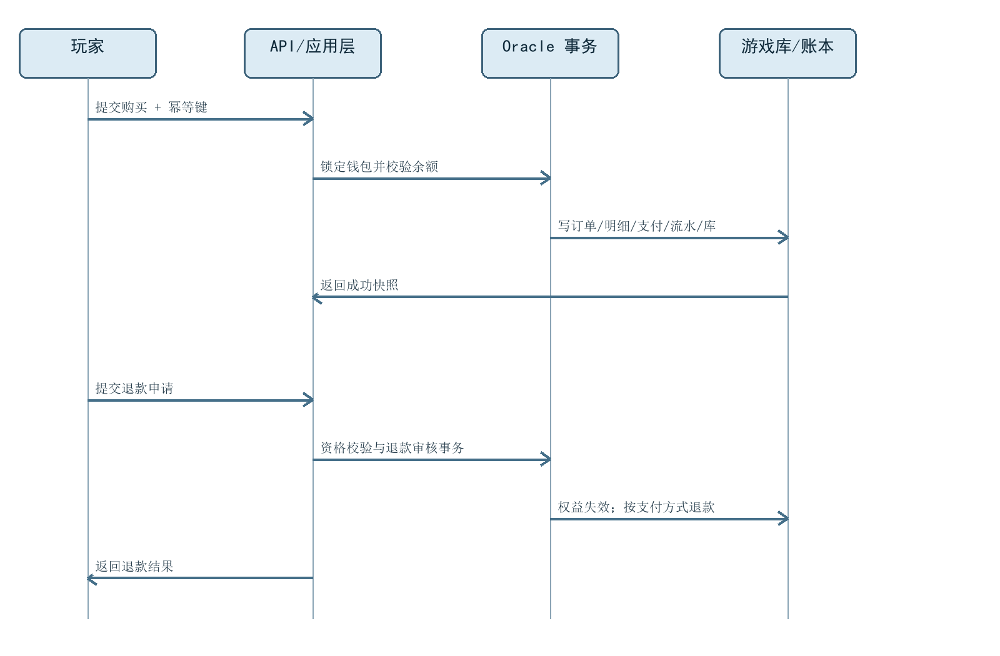 玩家
API/应用层
Oracle 事务
游戏库/账本
提交购买 + 幂等键
锁定钱包并校验余额
写订单/明细/支付/流水/库
返回成功快照
提交退款申请
资格校验与退款审核事务
权益失效；按支付方式退款
返回退款结果